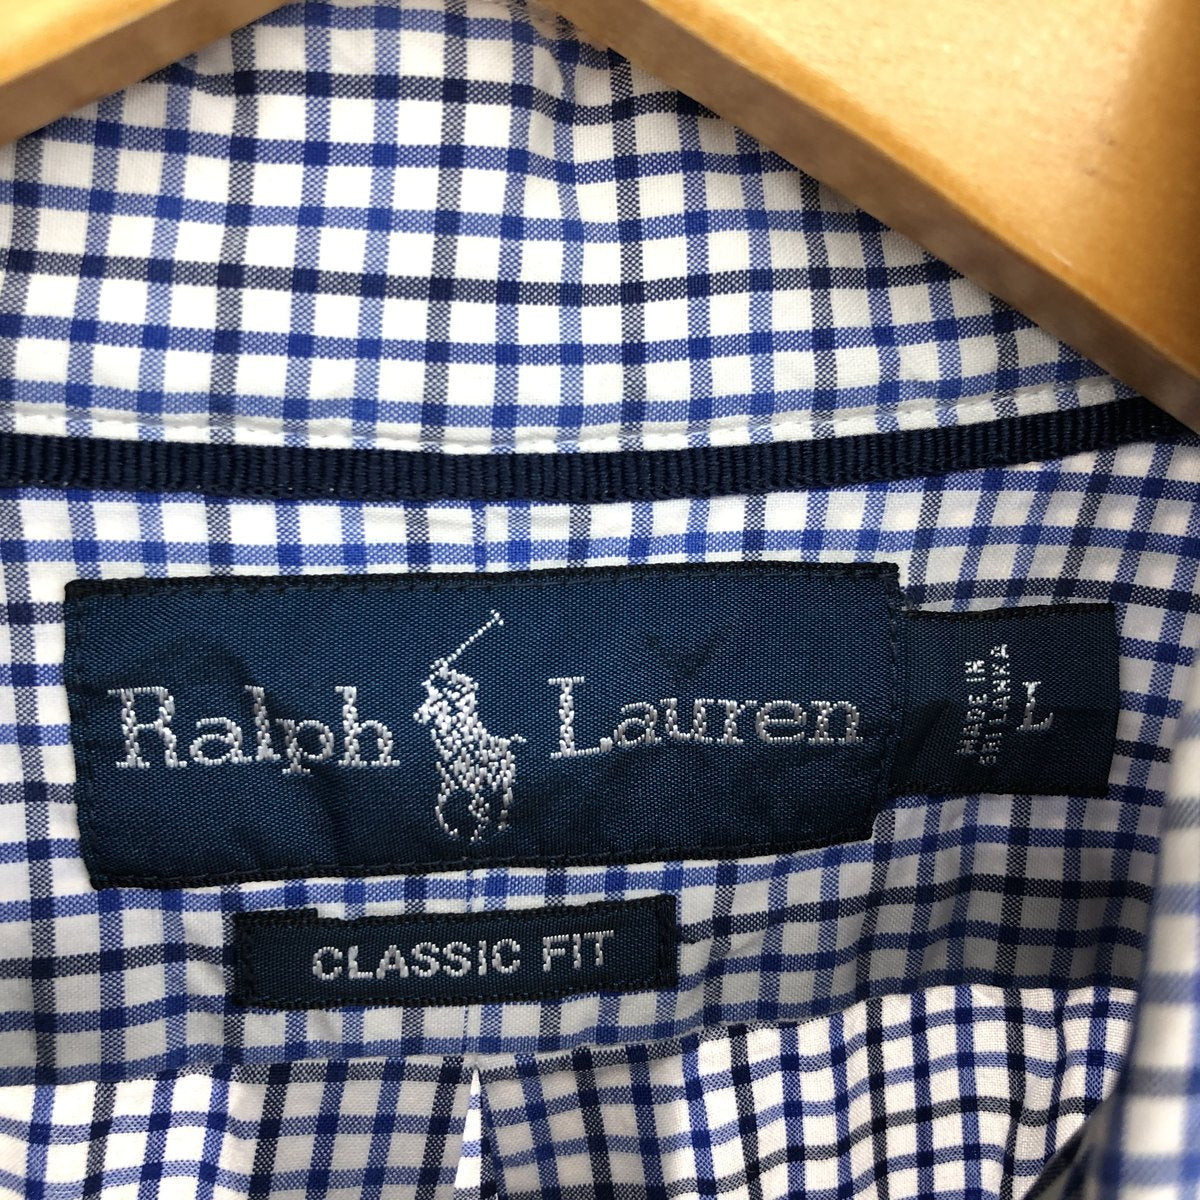 Ralph Lauren
MADE IN
SRI LANKA
L
CLASSIC FIT